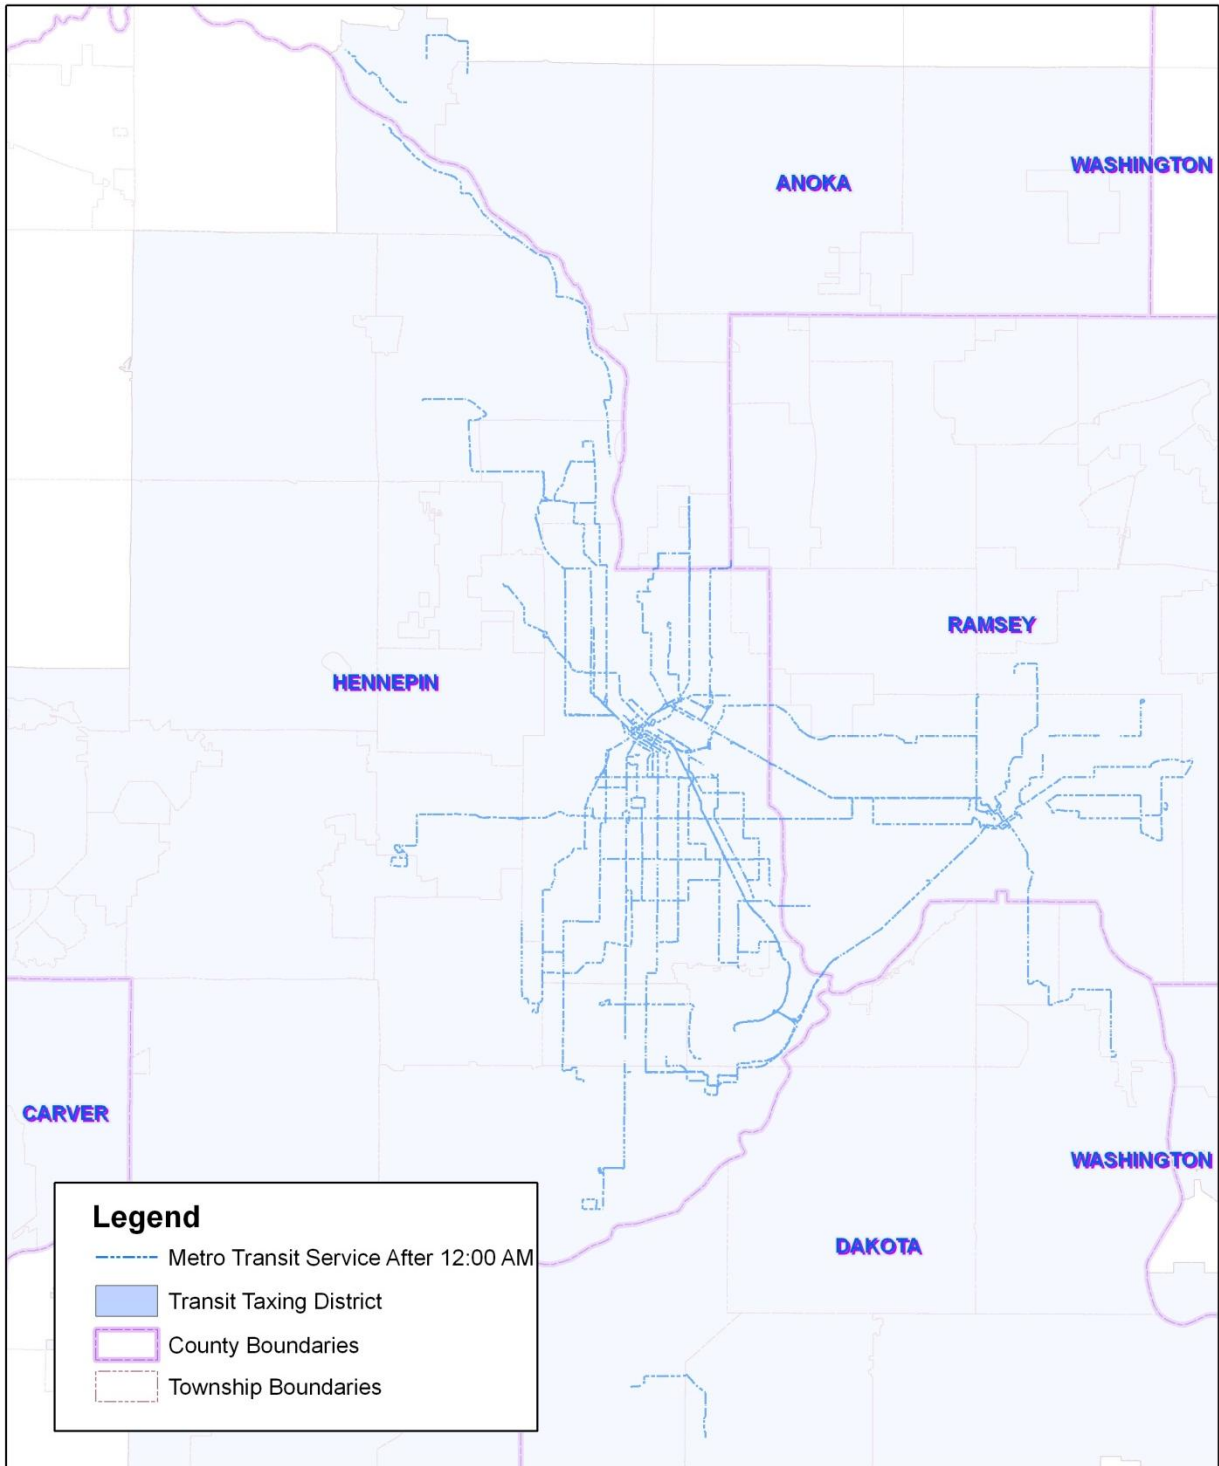 WASHINGTON
ANOKA
RAMSEY
HENNEPIN
CARVER
WASHINGTON
DAKOTA
Legend
Metro Transit Service After 12:00 AM
Transit Taxing District
County Boundaries
Township Boundaries